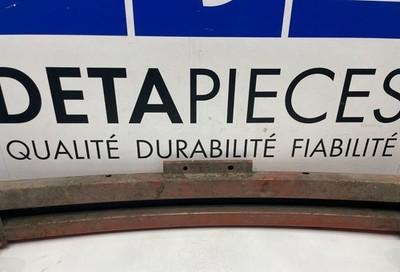 DETAPIECES
QUALITÉ DURABILITÉ FIABILITÉ